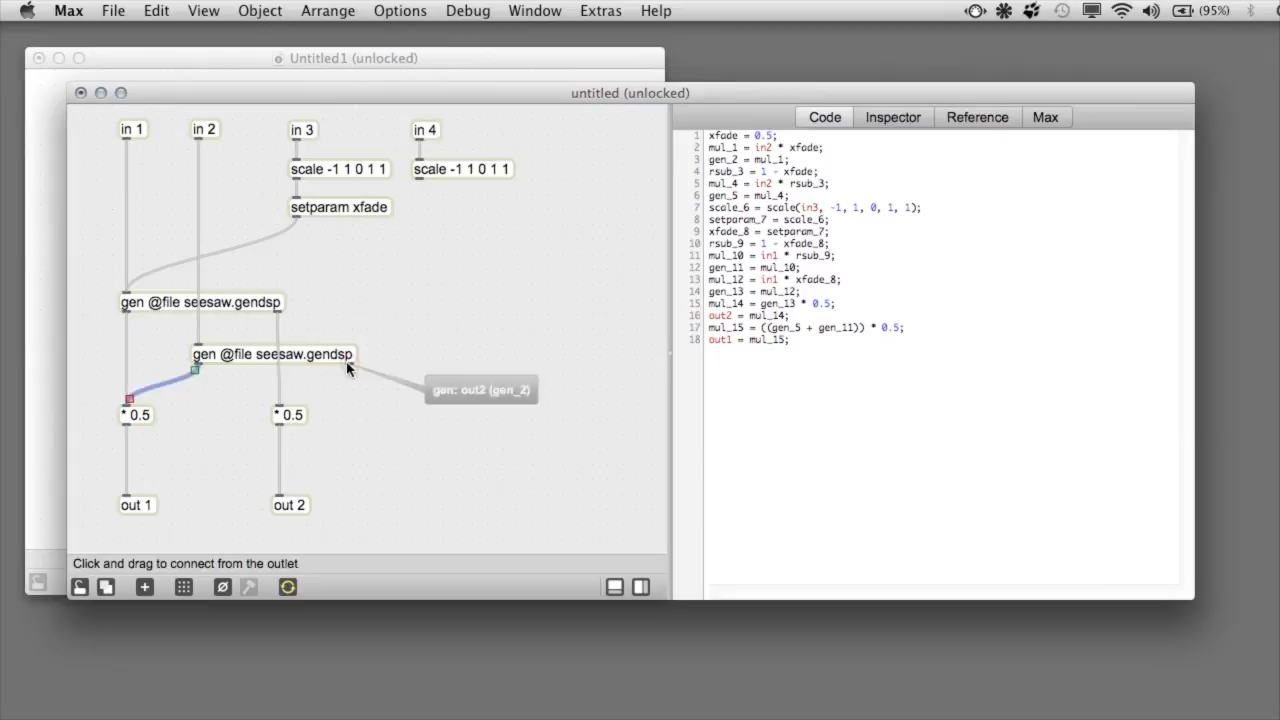 Max File Edit View Object Arrange Options Debug Window Extras Help (95%)
Untitled1 (unlocked)
untitled (unlocked)
in 1 in 2 in 3 in 4
scale -1 1 0 1 1 scale -1 1 0 1 1
setparam xfade
gen @file seesaw.gendsp
gen @file seesaw.gendsp
gen: out2 (gen_2)
* 0.5 * 0.5
out 1 out 2
Click and drag to connect from the outlet
Code Inspector Reference Max
1 xfade = 0.5;
2 mul_1 = in2 * xfade;
3 gen_2 = mul_1;
4 rsub_3 = 1 - xfade;
5 mul_4 = in2 * rsub_3;
6 gen_5 = mul_4;
7 scale_6 = scale(in3, -1, 1, 0, 1, 1);
8 setparam_7 = scale_6;
9 xfade_8 = setparam_7;
10 rsub_9 = 1 - xfade_8;
11 mul_10 = in1 * rsub_9;
12 gen_11 = mul_10;
13 mul_12 = in1 * xfade_8;
14 gen_13 = mul_12;
15 mul_14 = gen_13 * 0.5;
16 out2 = mul_14;
17 mul_15 = ((gen_5 + gen_11)) * 0.5;
18 out1 = mul_15;